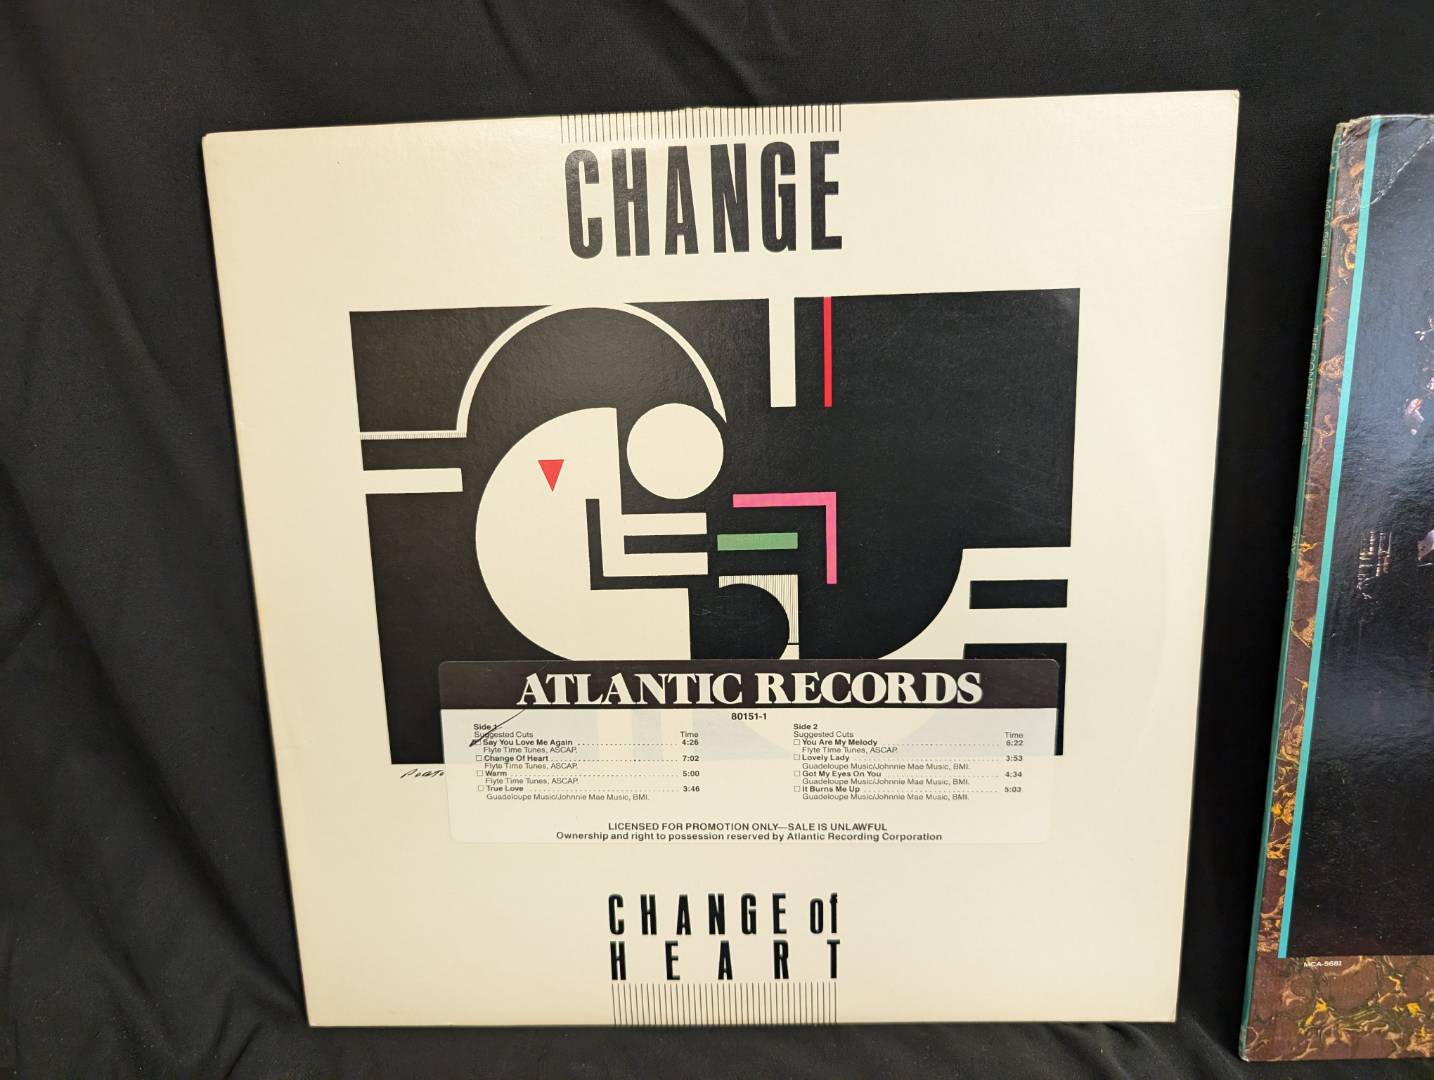 CHANGE
ATLANTIC RECORDS
80151-1
Side 1
Suggested Cuts Time
Say You Love Me Again 4:26
Flyte Time Tunes, ASCAP.
Change Of Heart 7:02
Flyte Time Tunes, ASCAP.
Warm 5:00
Flyte Time Tunes, ASCAP.
True Love 3:46
Guadeloupe Music/Johnnie Mae Music, BMI.
Side 2
Suggested Cuts Time
You Are My Melody 6:22
Flyte Time Tunes, ASCAP.
Lovely Lady 3:53
Guadeloupe Music/Johnnie Mae Music, BMI.
Got My Eyes On You 4:34
Guadeloupe Music/Johnnie Mae Music, BMI.
It Burns Me Up 5:03
Guadeloupe Music/Johnnie Mae Music, BMI.
LICENSED FOR PROMOTION ONLY—SALE IS UNLAWFUL
Ownership and right to possession reserved by Atlantic Recording Corporation
CHANGE of
HEART
MCA-5681
THE CONTROLLERS
MCA-5681